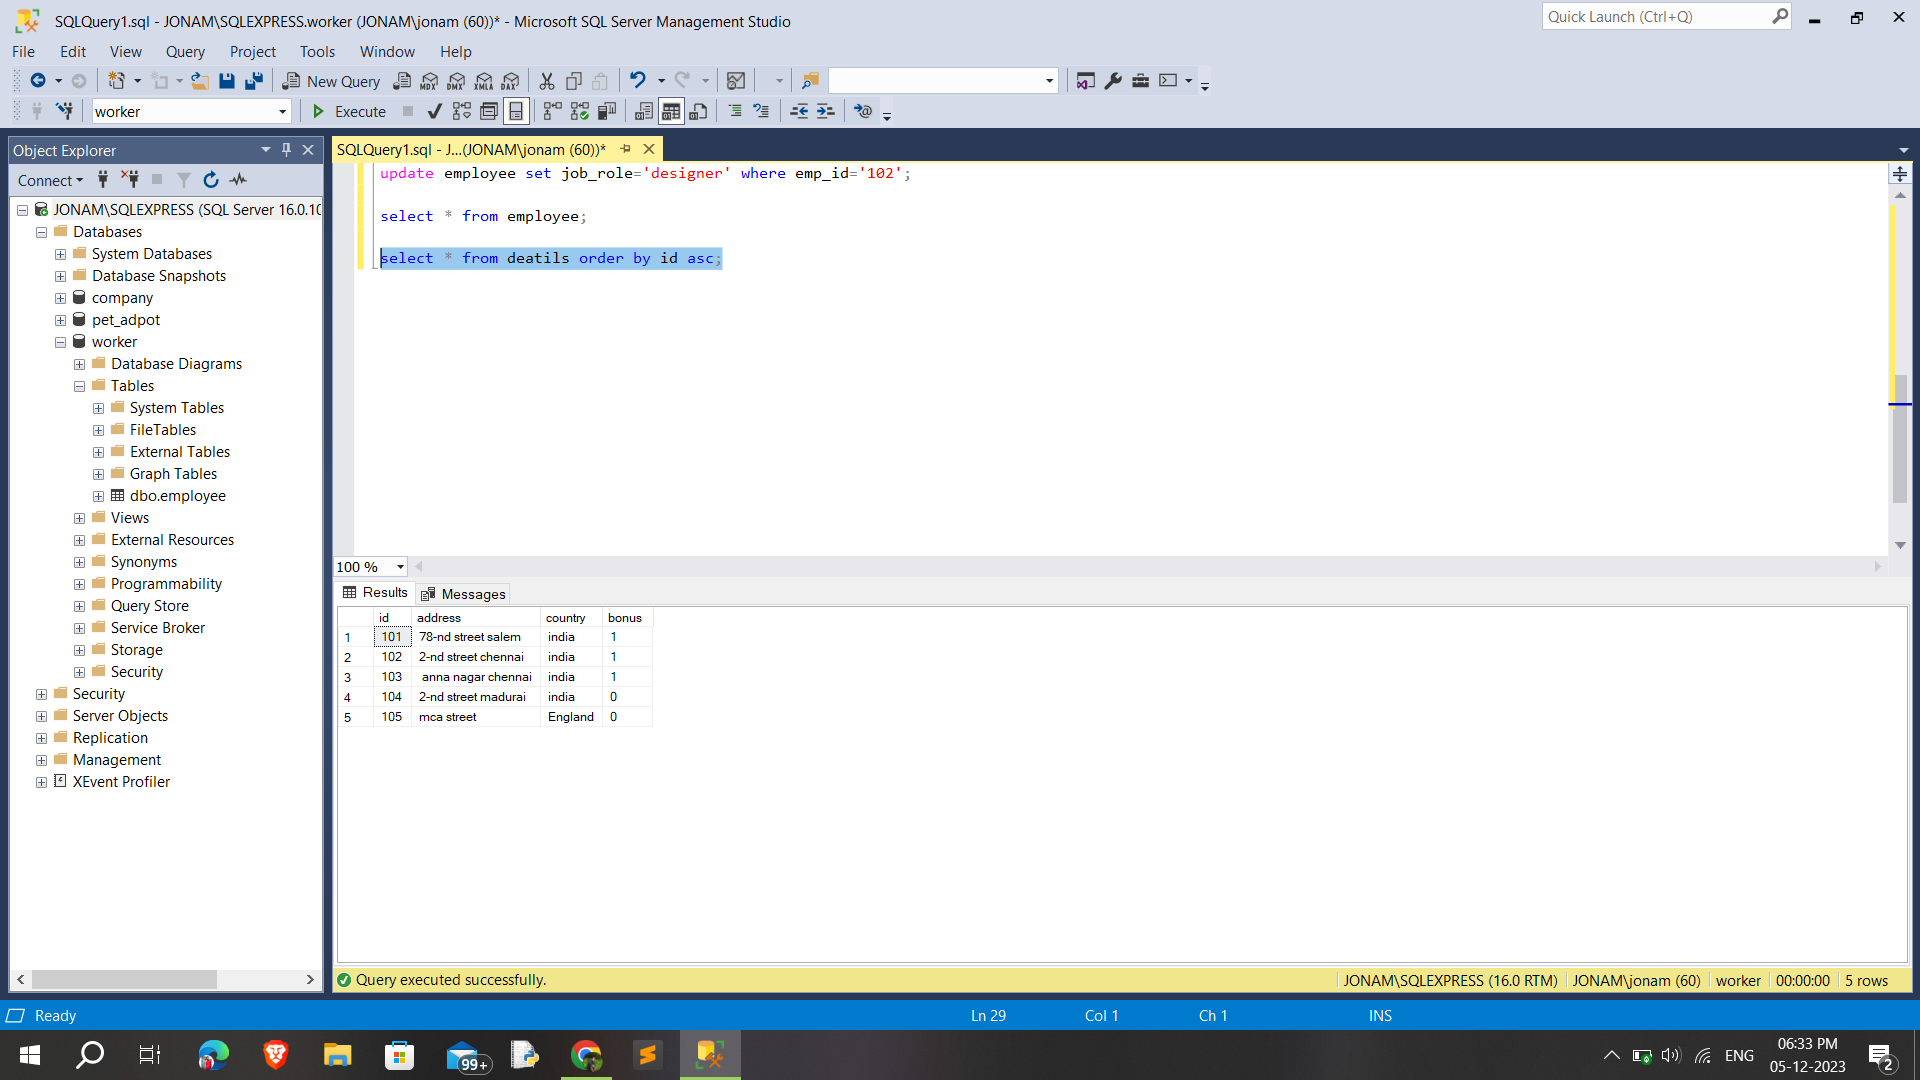 SQLQuery1.sql - JONAM\SQLEXPRESS.worker (JONAM\jonam (60))* - Microsoft SQL Server Management Studio
Quick Launch (Ctrl+Q)
File Edit View Query Project Tools Window Help
New Query MDX DMX XMLA DAX
worker Execute
Object Explorer
SQLQuery1.sql - J...(JONAM\jonam (60))*
Connect
JONAM\SQLEXPRESS (SQL Server 16.0.10
Databases
System Databases
Database Snapshots
company
pet_adpot
worker
Database Diagrams
Tables
System Tables
FileTables
External Tables
Graph Tables
dbo.employee
Views
External Resources
Synonyms
Programmability
Query Store
Service Broker
Storage
Security
Security
Server Objects
Replication
Management
XEvent Profiler
update employee set job_role='designer' where emp_id='102';
select * from employee;
select * from deatils order by id asc;
100 %
Results Messages
id address country bonus
1 101 78-nd street salem india 1
2 102 2-nd street chennai india 1
3 103 anna nagar chennai india 1
4 104 2-nd street madurai india 0
5 105 mca street England 0
Query executed successfully. JONAM\SQLEXPRESS (16.0 RTM) JONAM\jonam (60) worker 00:00:00 5 rows
Ready Ln 29 Col 1 Ch 1 INS
99+ ENG 06:33 PM
05-12-2023 2